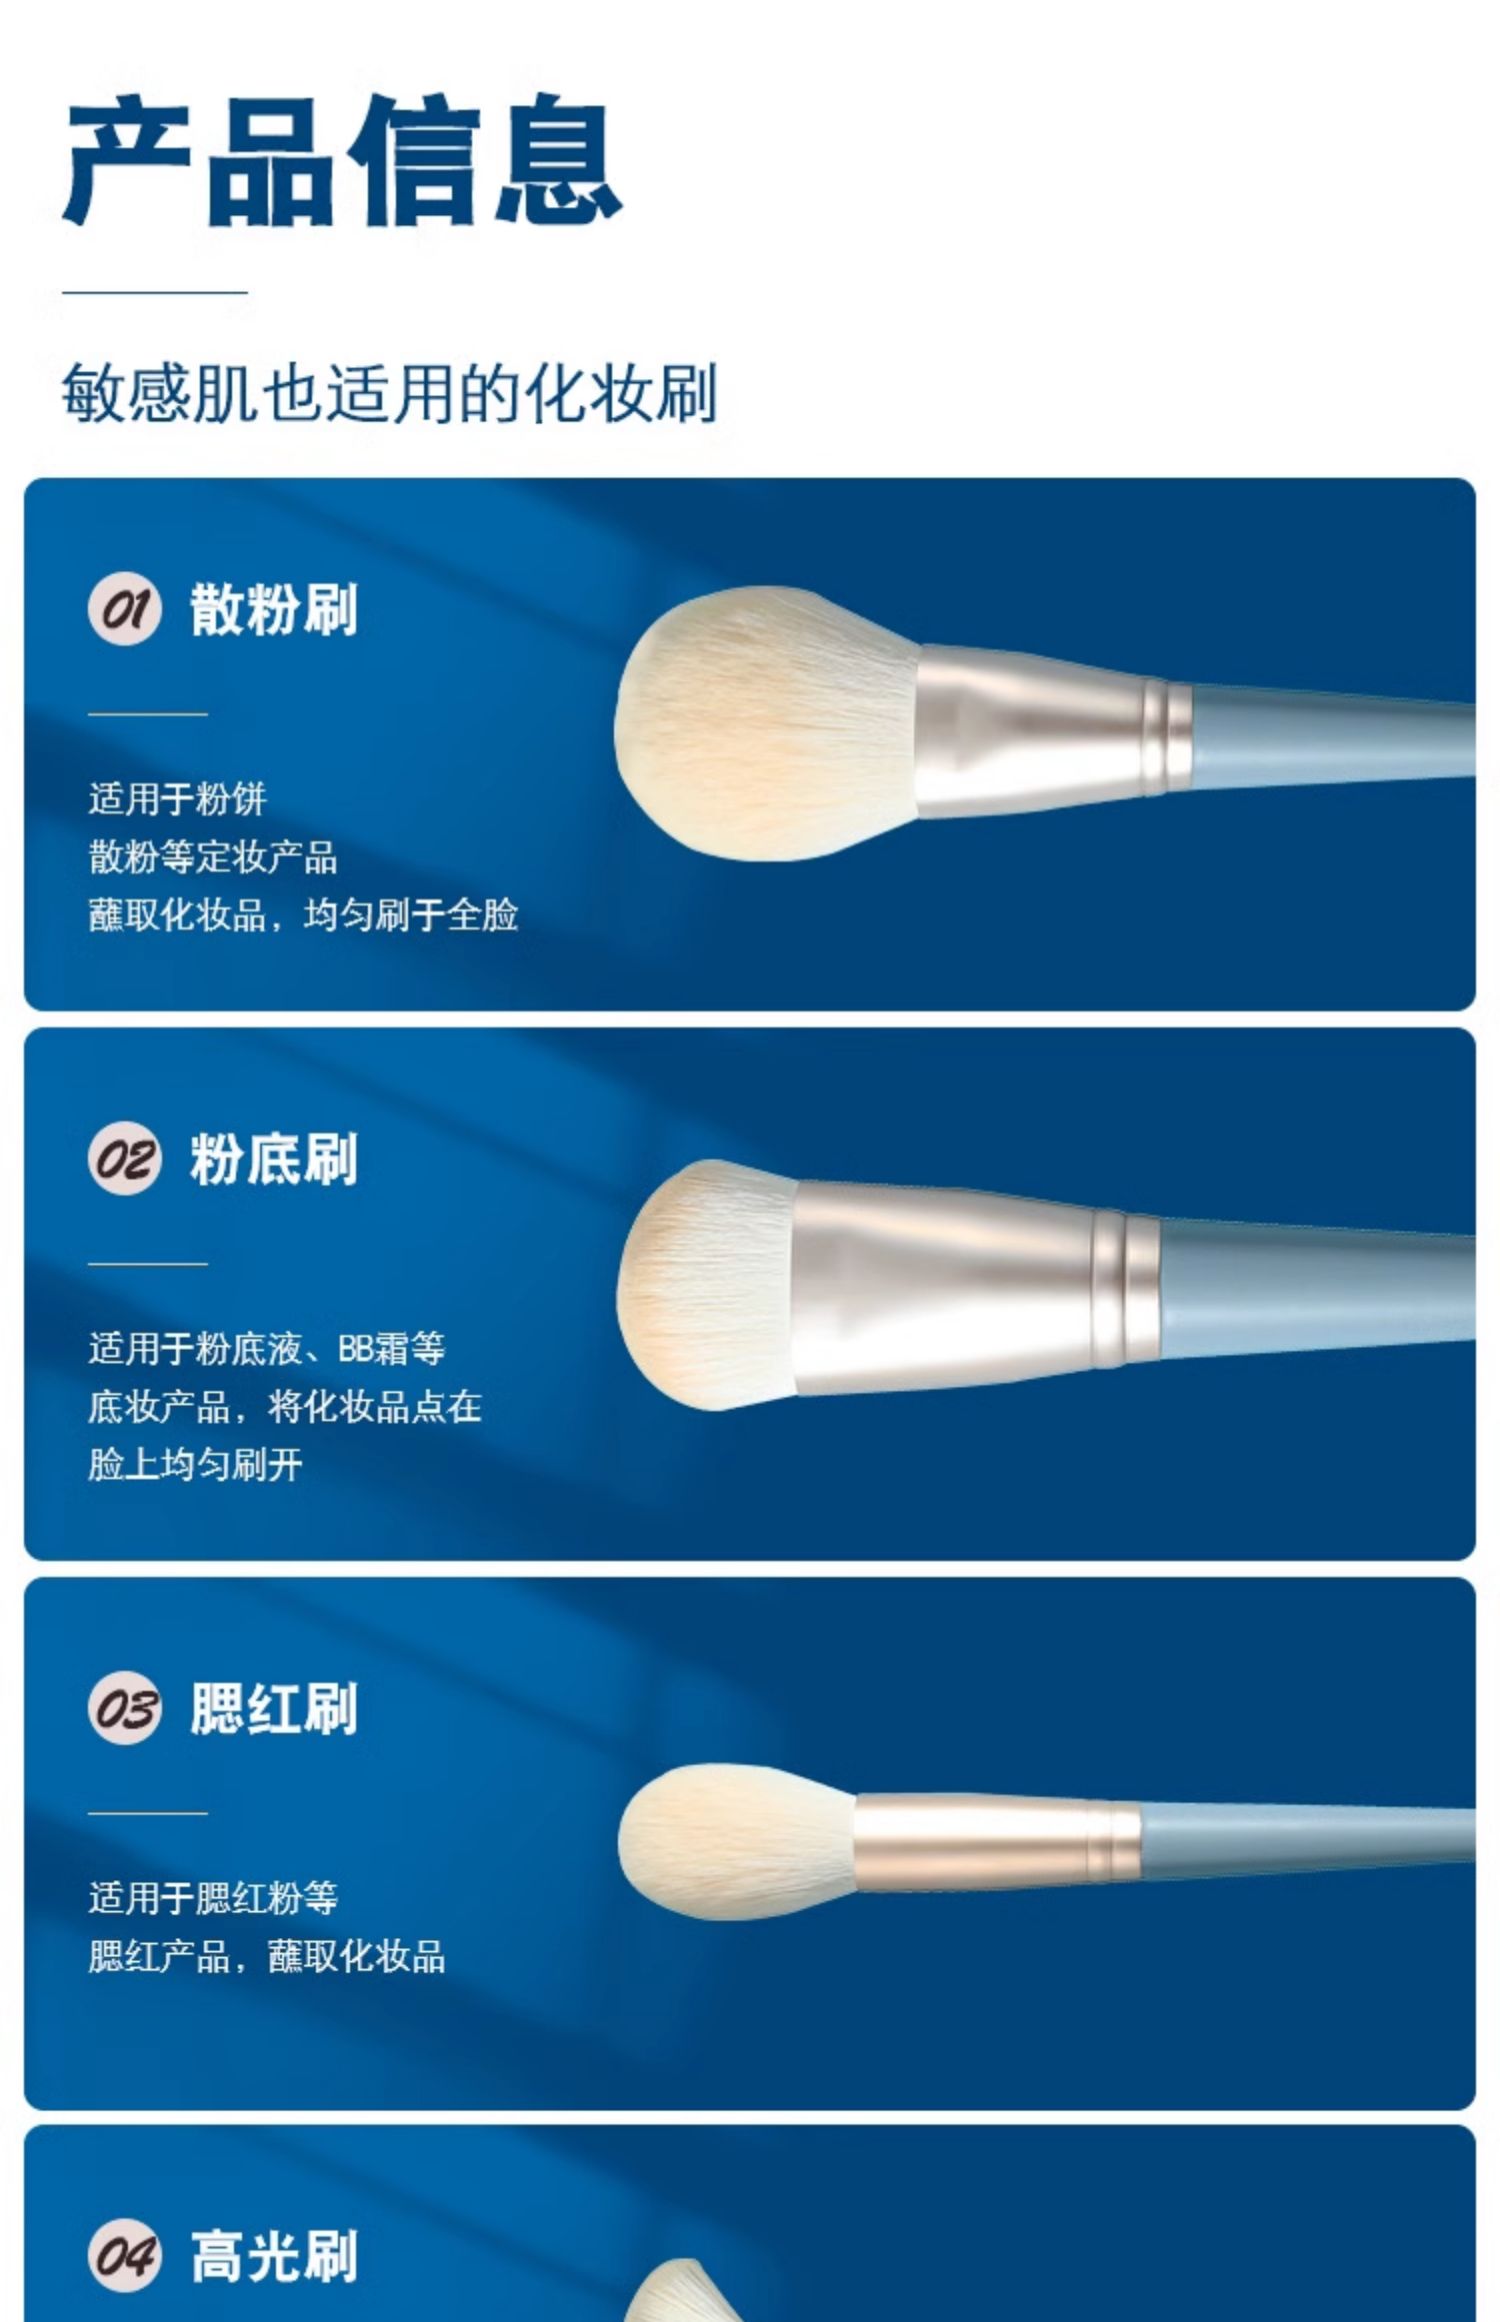 产品信息
敏感肌也适用的化妆刷
01 散粉刷
适用于粉饼
散粉等定妆产品
蘸取化妆品，均匀刷于全脸
02 粉底刷
适用于粉底液、BB霜等
底妆产品，将化妆品点在
脸上均匀刷开
03 腮红刷
适用于腮红粉等
腮红产品，蘸取化妆品
04 高光刷